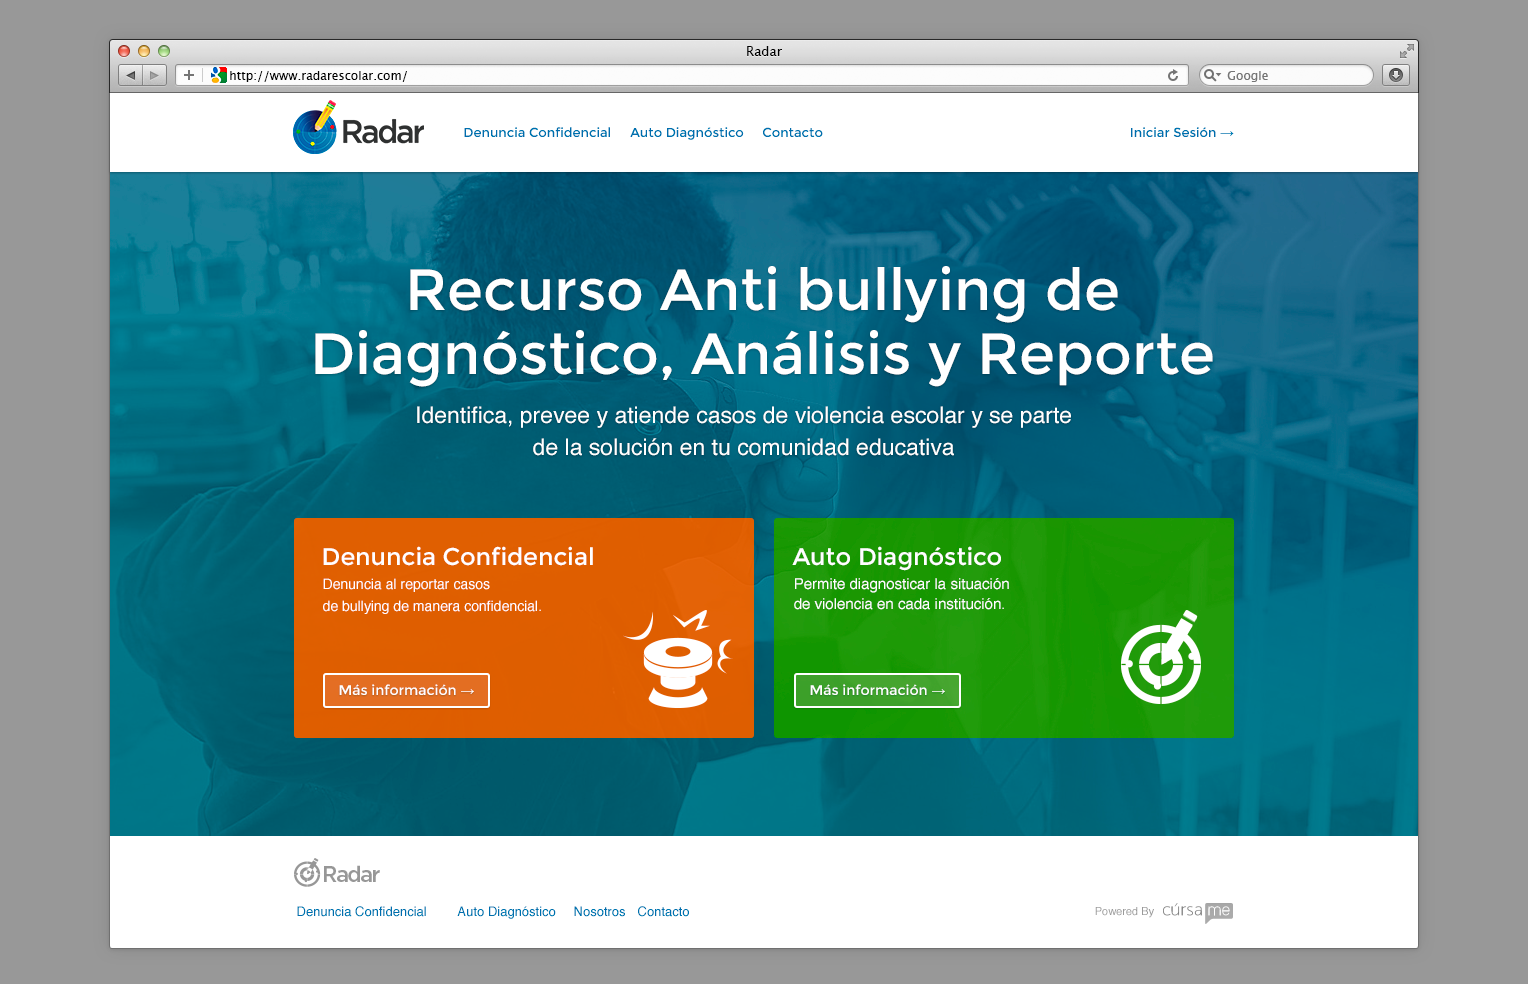 Radar
http://www.radarescolar.com/
Google
Radar
Denuncia Confidencial
Auto Diagnóstico
Contacto
Iniciar Sesión →
Recurso Anti bullying de
Diagnóstico, Análisis y Reporte
Identifica, prevee y atiende casos de violencia escolar y se parte
de la solución en tu comunidad educativa
Denuncia Confidencial
Denuncia al reportar casos
de bullying de manera confidencial.
Más información →
Auto Diagnóstico
Permite diagnosticar la situación
de violencia en cada institución.
Más información →
Radar
Denuncia Confidencial
Auto Diagnóstico
Nosotros
Contacto
Powered By cúrsame